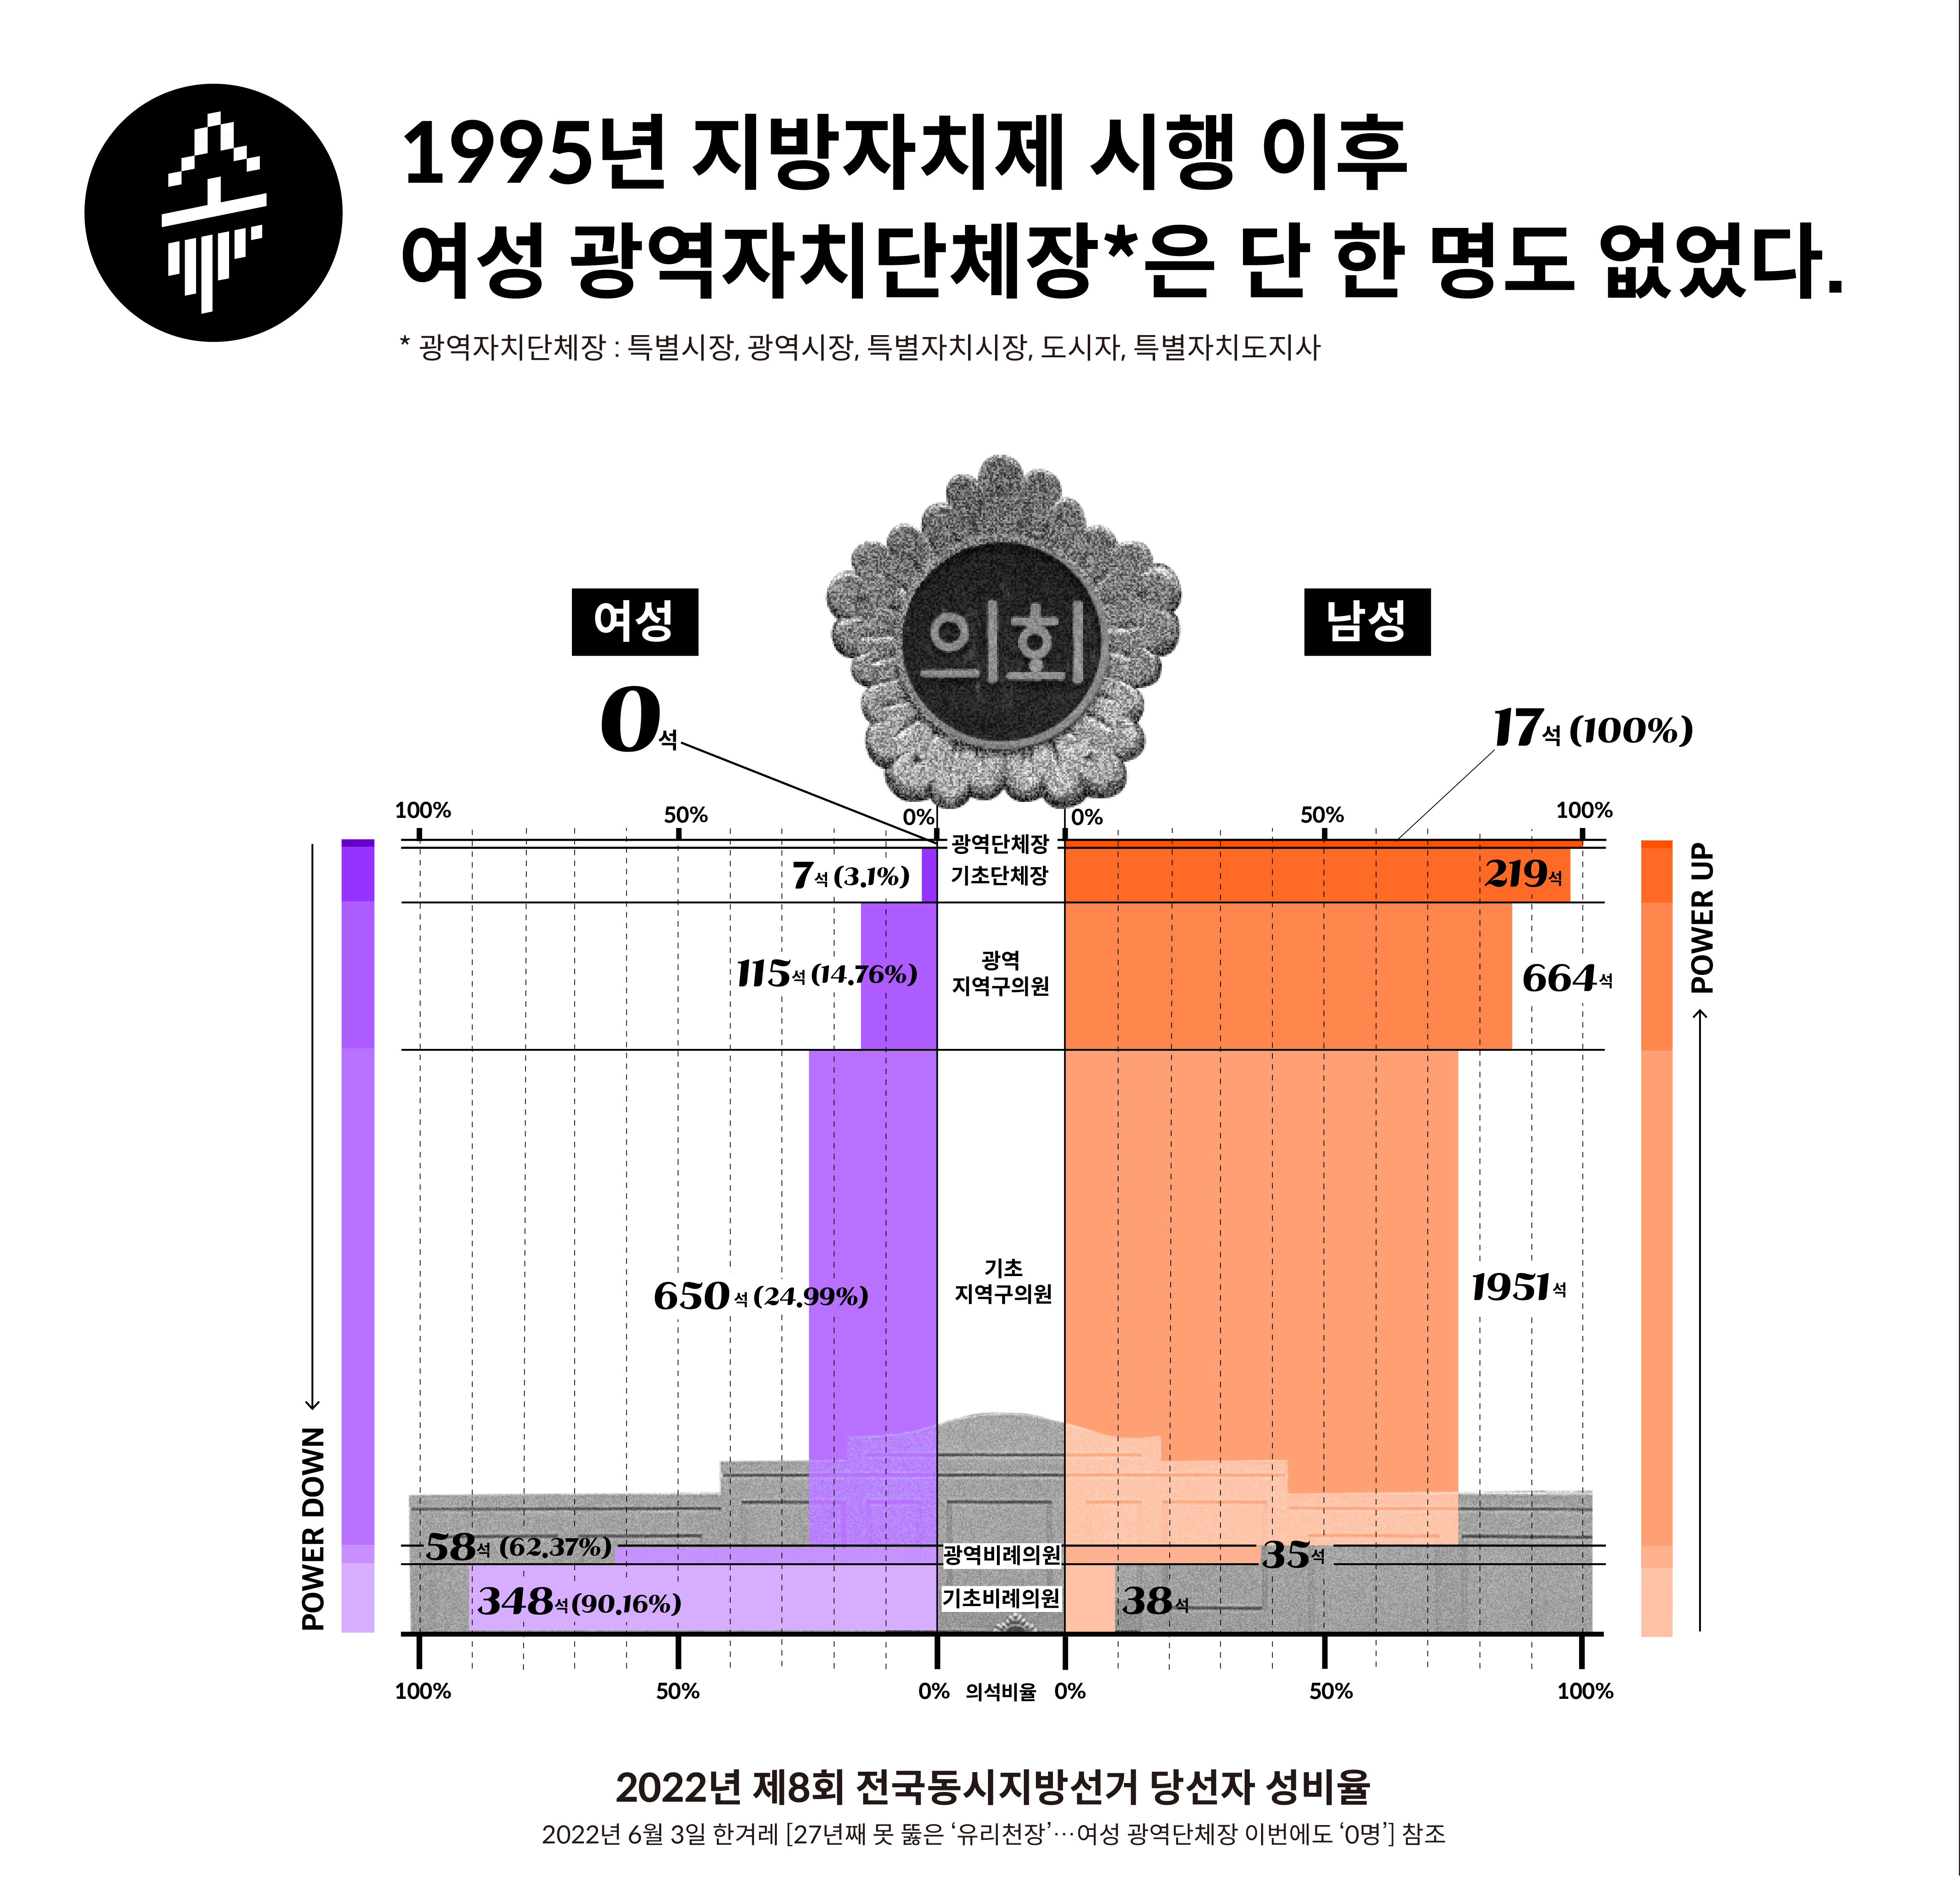 1995년 지방자치제 시행 이후
여성 광역자치단체장*은 단 한 명도 없었다.
* 광역자치단체장 : 특별시장, 광역시장, 특별자치시장, 도시자, 특별자치도지사
의회
여성
남성
0석
17석 (100%)
100% 50% 0% 0% 50% 100%
광역단체장
7석 (3.1%) 기초단체장 219석
115석 (14.76%) 광역 지역구의원 664석
650석 (24.99%) 기초 지역구의원 1951석
58석 (62.37%) 광역비례의원 35석
348석 (90.16%) 기초비례의원 38석
POWER DOWN
POWER UP
100% 50% 0% 의석비율 0% 50% 100%
2022년 제8회 전국동시지방선거 당선자 성비율
2022년 6월 3일 한겨레 [27년째 못 뚫은 ‘유리천장’…여성 광역단체장 이번에도 ‘0명’] 참조